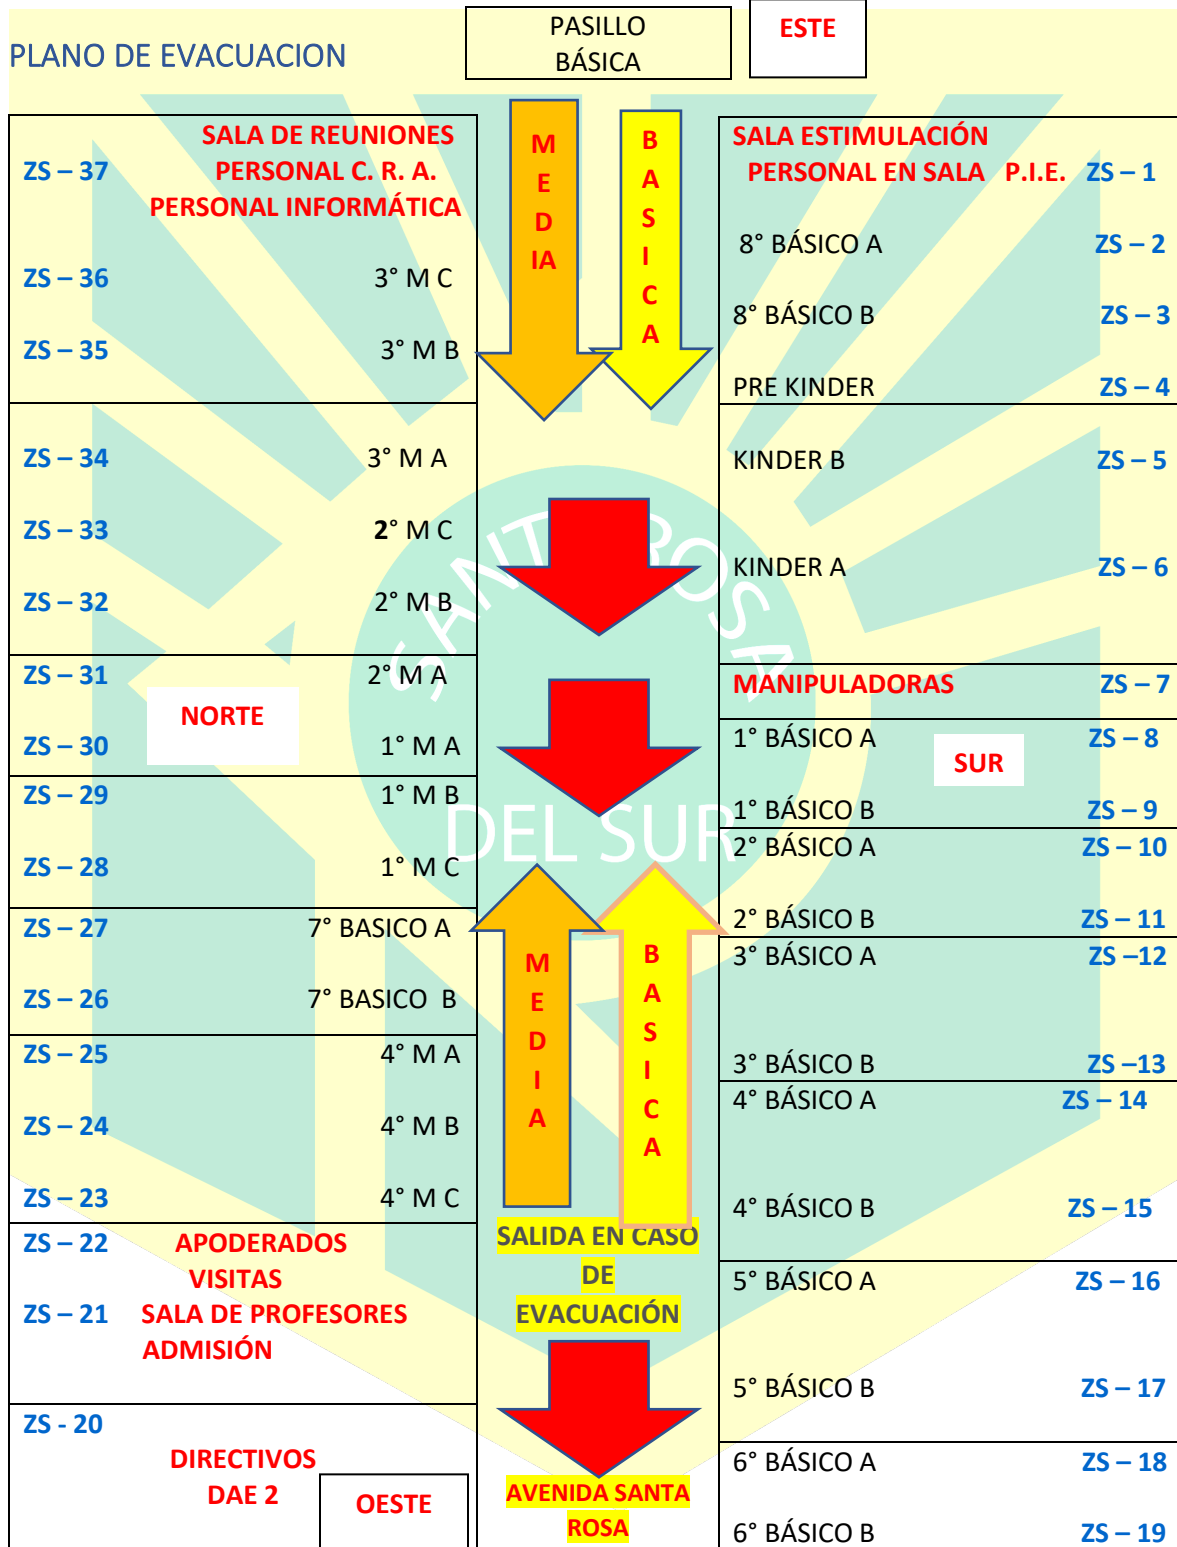 PLANO DE EVACUACION
PASILLO
BÁSICA
ESTE
SALA DE REUNIONES
ZS – 37 PERSONAL C. R. A.
PERSONAL INFORMÁTICA
ZS – 36 3° M C
ZS – 35 3° M B
ZS – 34 3° M A
ZS – 33 2° M C
ZS – 32 2° M B
ZS – 31 2° M A
NORTE
ZS – 30 1° M A
ZS – 29 1° M B
ZS – 28 1° M C
ZS – 27 7° BASICO A
ZS – 26 7° BASICO B
ZS – 25 4° M A
ZS – 24 4° M B
ZS – 23 4° M C
ZS – 22 APODERADOS
VISITAS
ZS – 21 SALA DE PROFESORES
ADMISIÓN
ZS - 20
DIRECTIVOS
DAE 2
OESTE
M
E
D
IA
B
A
S
I
C
A
SANTA ROSA
DEL SUR
M
E
D
I
A
B
A
S
I
C
A
SALIDA EN CASO
DE
EVACUACIÓN
AVENIDA SANTA
ROSA
SALA ESTIMULACIÓN
PERSONAL EN SALA P.I.E. ZS – 1
8° BÁSICO A ZS – 2
8° BÁSICO B ZS – 3
PRE KINDER ZS – 4
KINDER B ZS – 5
KINDER A ZS – 6
MANIPULADORAS ZS – 7
1° BÁSICO A ZS – 8
SUR
1° BÁSICO B ZS – 9
2° BÁSICO A ZS – 10
2° BÁSICO B ZS – 11
3° BÁSICO A ZS –12
3° BÁSICO B ZS –13
4° BÁSICO A ZS – 14
4° BÁSICO B ZS – 15
5° BÁSICO A ZS – 16
5° BÁSICO B ZS – 17
6° BÁSICO A ZS – 18
6° BÁSICO B ZS – 19